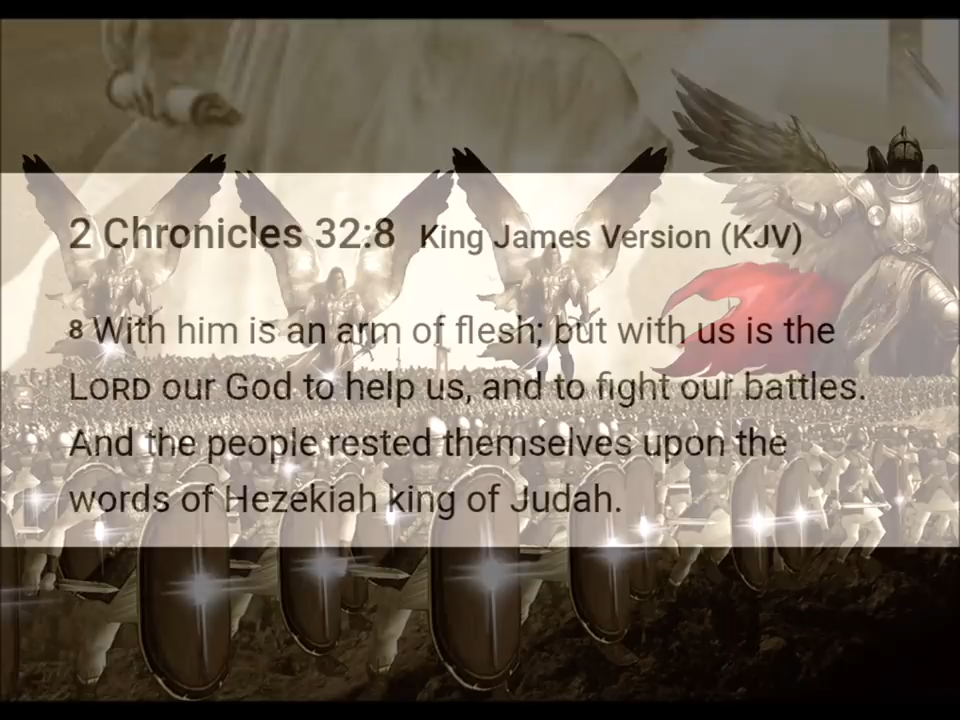 2 Chronicles 32:8 King James Version (KJV)
8 With him is an arm of flesh; but with us is the
LORD our God to help us, and to fight our battles.
And the people rested themselves upon the
words of Hezekiah king of Judah.